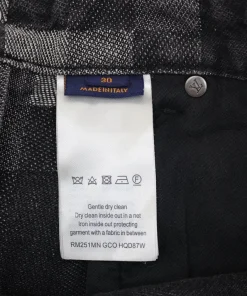 30
MADE IN ITALY
Gentle dry clean
Dry clean inside out in a net
Iron inside out protecting
garment with a fabric in between
RM251MN GCO HQD87W